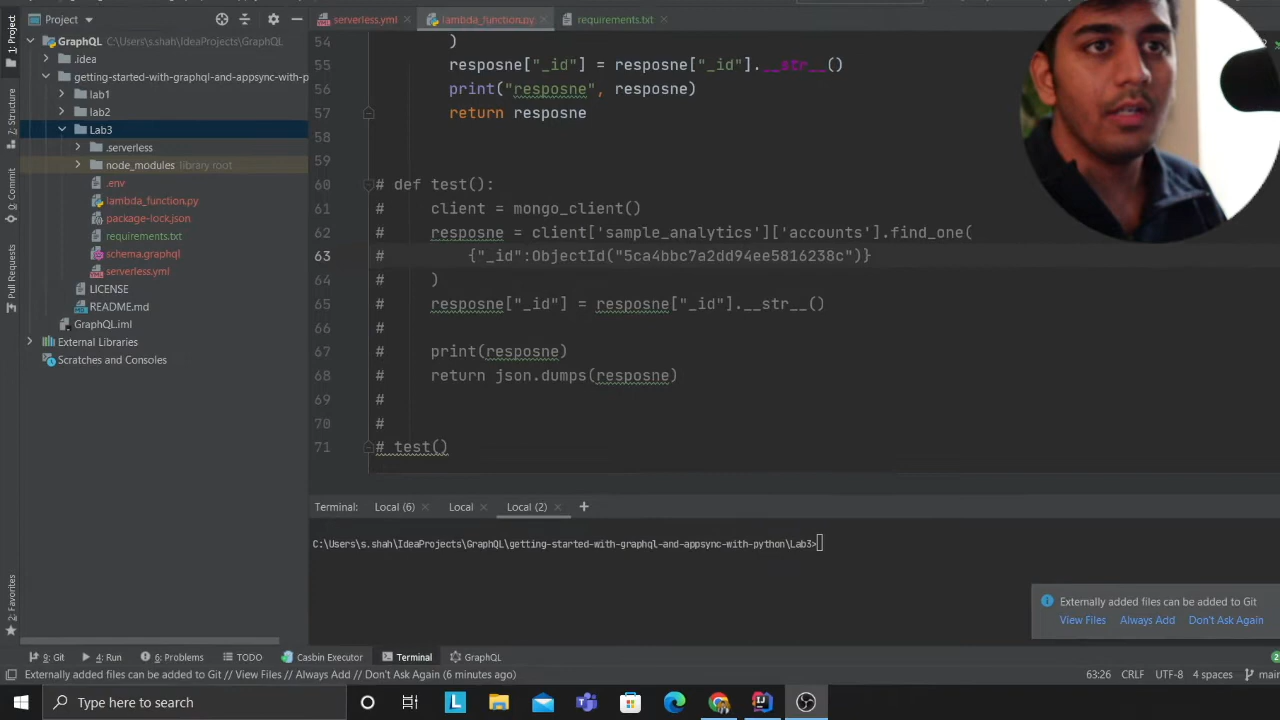 Project
serverless.yml
lambda_function.py
requirements.txt
1: Project
Z: Structure
Commit
Pull Requests
2: Favorites
GraphQL C:\Users\s.shah\IdeaProjects\GraphQL
.idea
getting-started-with-graphql-and-appsync-with-p
lab1
lab2
Lab3
.serverless
node_modules library root
.env
lambda_function.py
package-lock.json
requirements.txt
schema.graphql
serverless.yml
LICENSE
README.md
GraphQL.iml
External Libraries
Scratches and Consoles
54 )
55 resposne["_id"] = resposne["_id"].__str__()
56 print("resposne", resposne)
57 return resposne
58
59
60 # def test():
61 # client = mongo_client()
62 # resposne = client['sample_analytics']['accounts'].find_one(
63 # {"_id":ObjectId("5ca4bbc7a2dd94ee5816238c")}
64 # )
65 # resposne["_id"] = resposne["_id"].__str__()
66 #
67 # print(resposne)
68 # return json.dumps(resposne)
69 #
70 #
71 # test()
Terminal: Local (6) Local Local (2)
C:\Users\s.shah\IdeaProjects\GraphQL\getting-started-with-graphql-and-appsync-with-python\Lab3>
Externally added files can be added to Git
View Files Always Add Don't Ask Again
9: Git 4: Run 6: Problems TODO Casbin Executor Terminal GraphQL
Externally added files can be added to Git // View Files // Always Add // Don't Ask Again (6 minutes ago)
63:26 CRLF UTF-8 4 spaces main
Type here to search